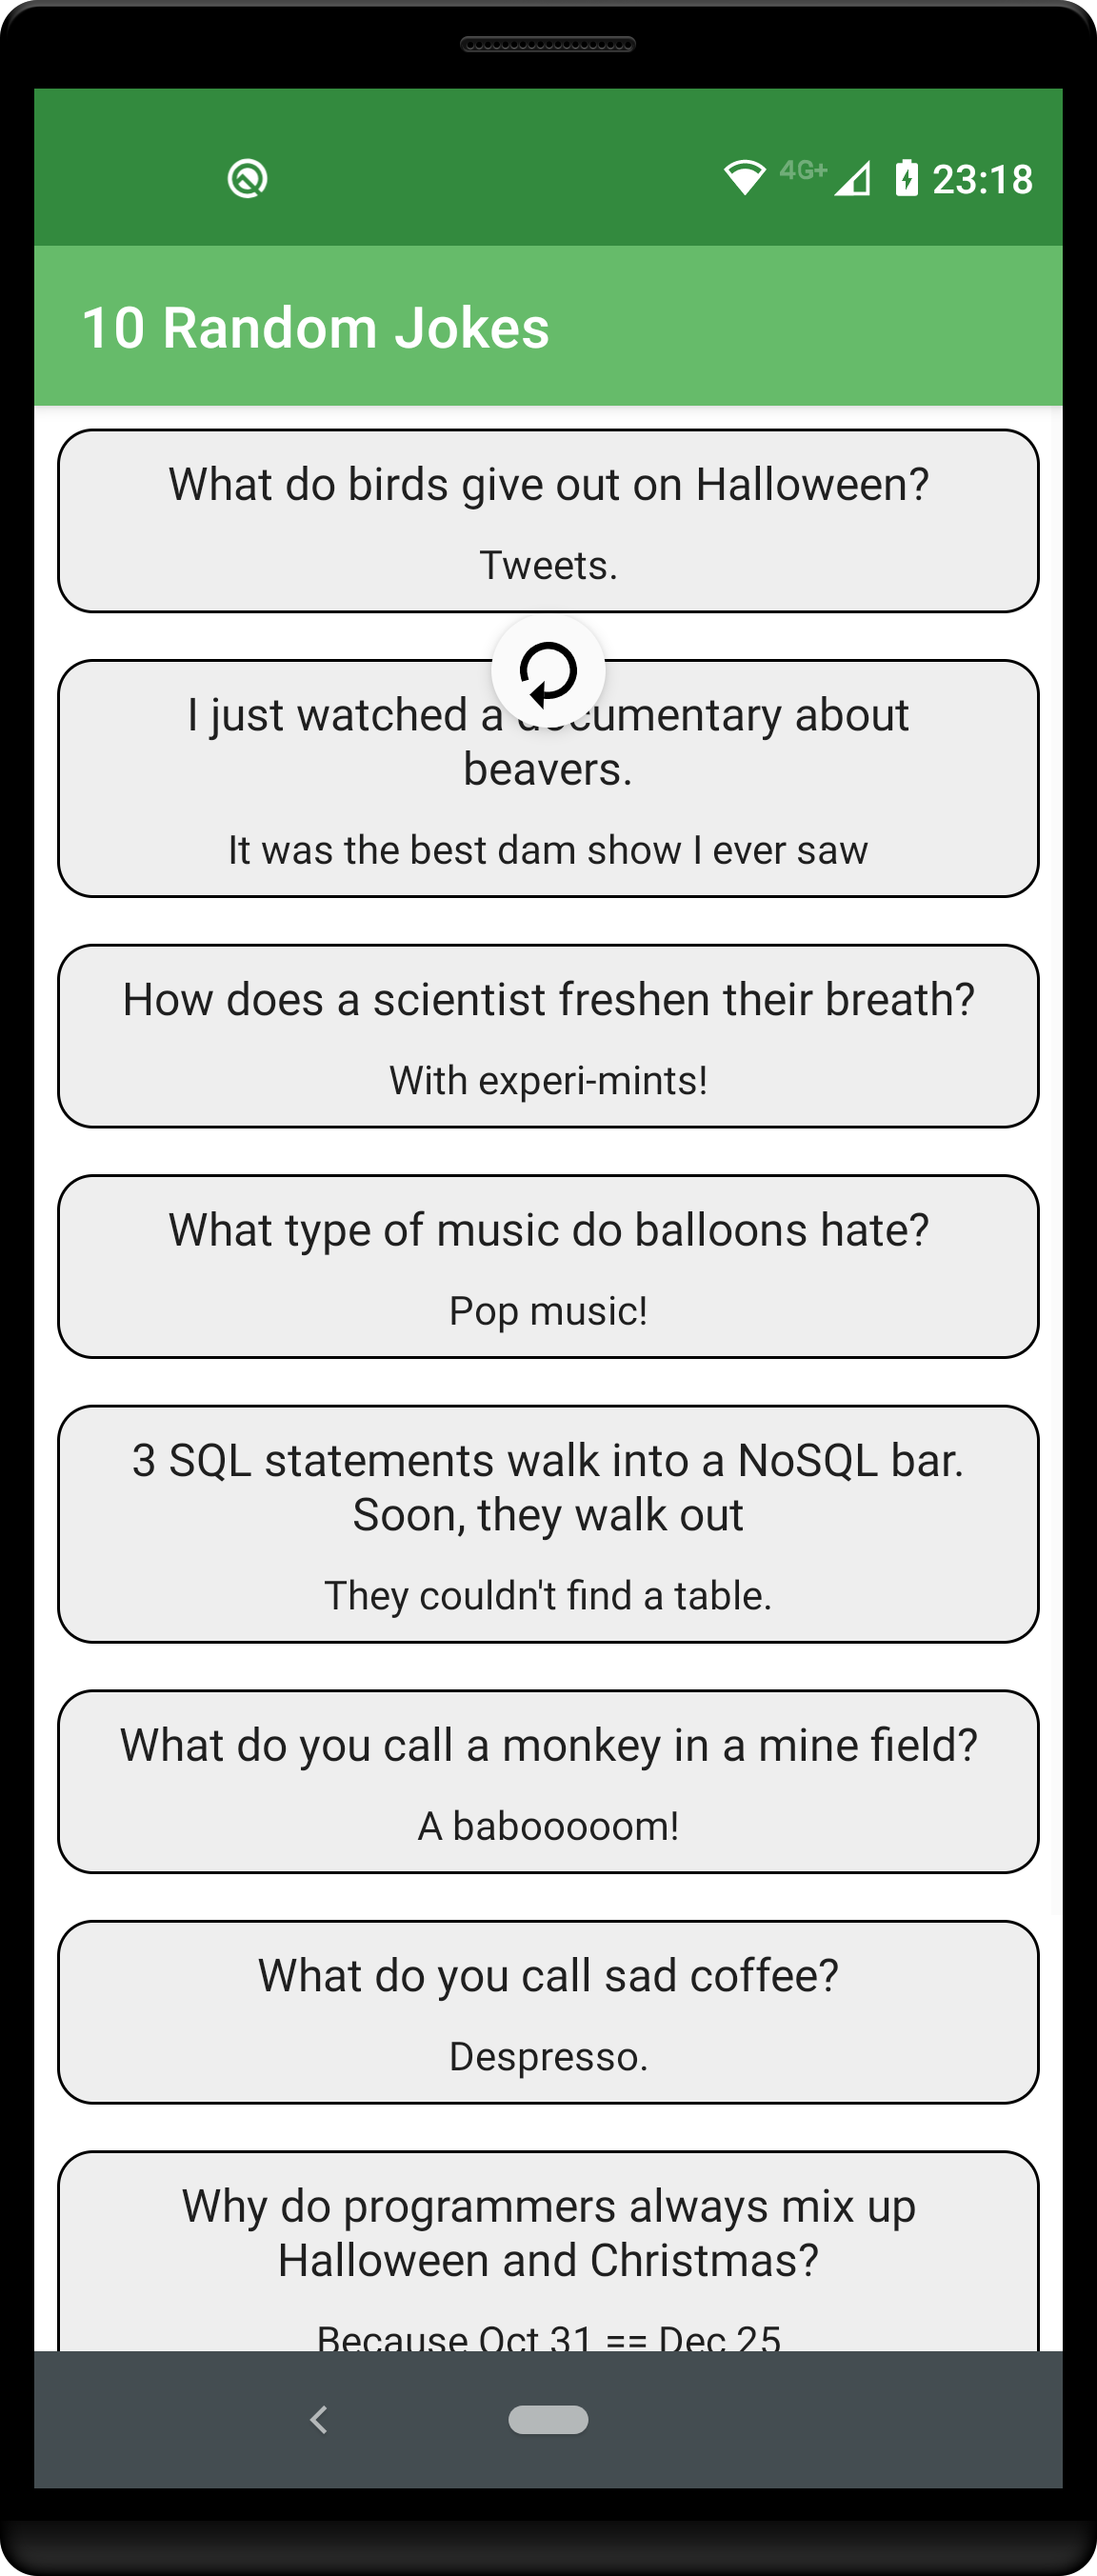 4G+ 23:18
10 Random Jokes
What do birds give out on Halloween?
Tweets.
I just watched a documentary about
beavers.
It was the best dam show I ever saw
How does a scientist freshen their breath?
With experi-mints!
What type of music do balloons hate?
Pop music!
3 SQL statements walk into a NoSQL bar.
Soon, they walk out
They couldn't find a table.
What do you call a monkey in a mine field?
A babooooom!
What do you call sad coffee?
Despresso.
Why do programmers always mix up
Halloween and Christmas?
Because Oct 31 == Dec 25